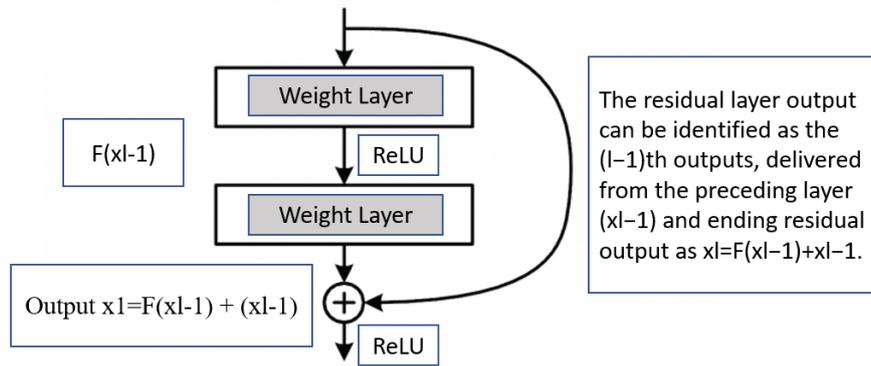 Weight Layer
F(xl-1)
ReLU
Weight Layer
Output x1=F(xl-1) + (xl-1)
ReLU
The residual layer output
can be identified as the
(l−1)th outputs, delivered
from the preceding layer
(xl−1) and ending residual
output as xl=F(xl−1)+xl−1.